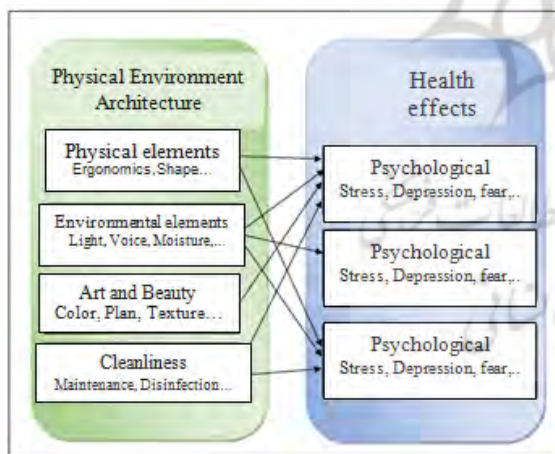 Physical Environment
Architecture
Physical elements
Ergonomics, Shape...
Environmental elements
Light, Voice, Moisture,...
Art and Beauty
Color, Plan, Texture...
Cleanliness
Maintenance, Disinfection...
Health
effects
Psychological
Stress, Depression, fear,..
Psychological
Stress, Depression, fear,..
Psychological
Stress, Depression, fear,..